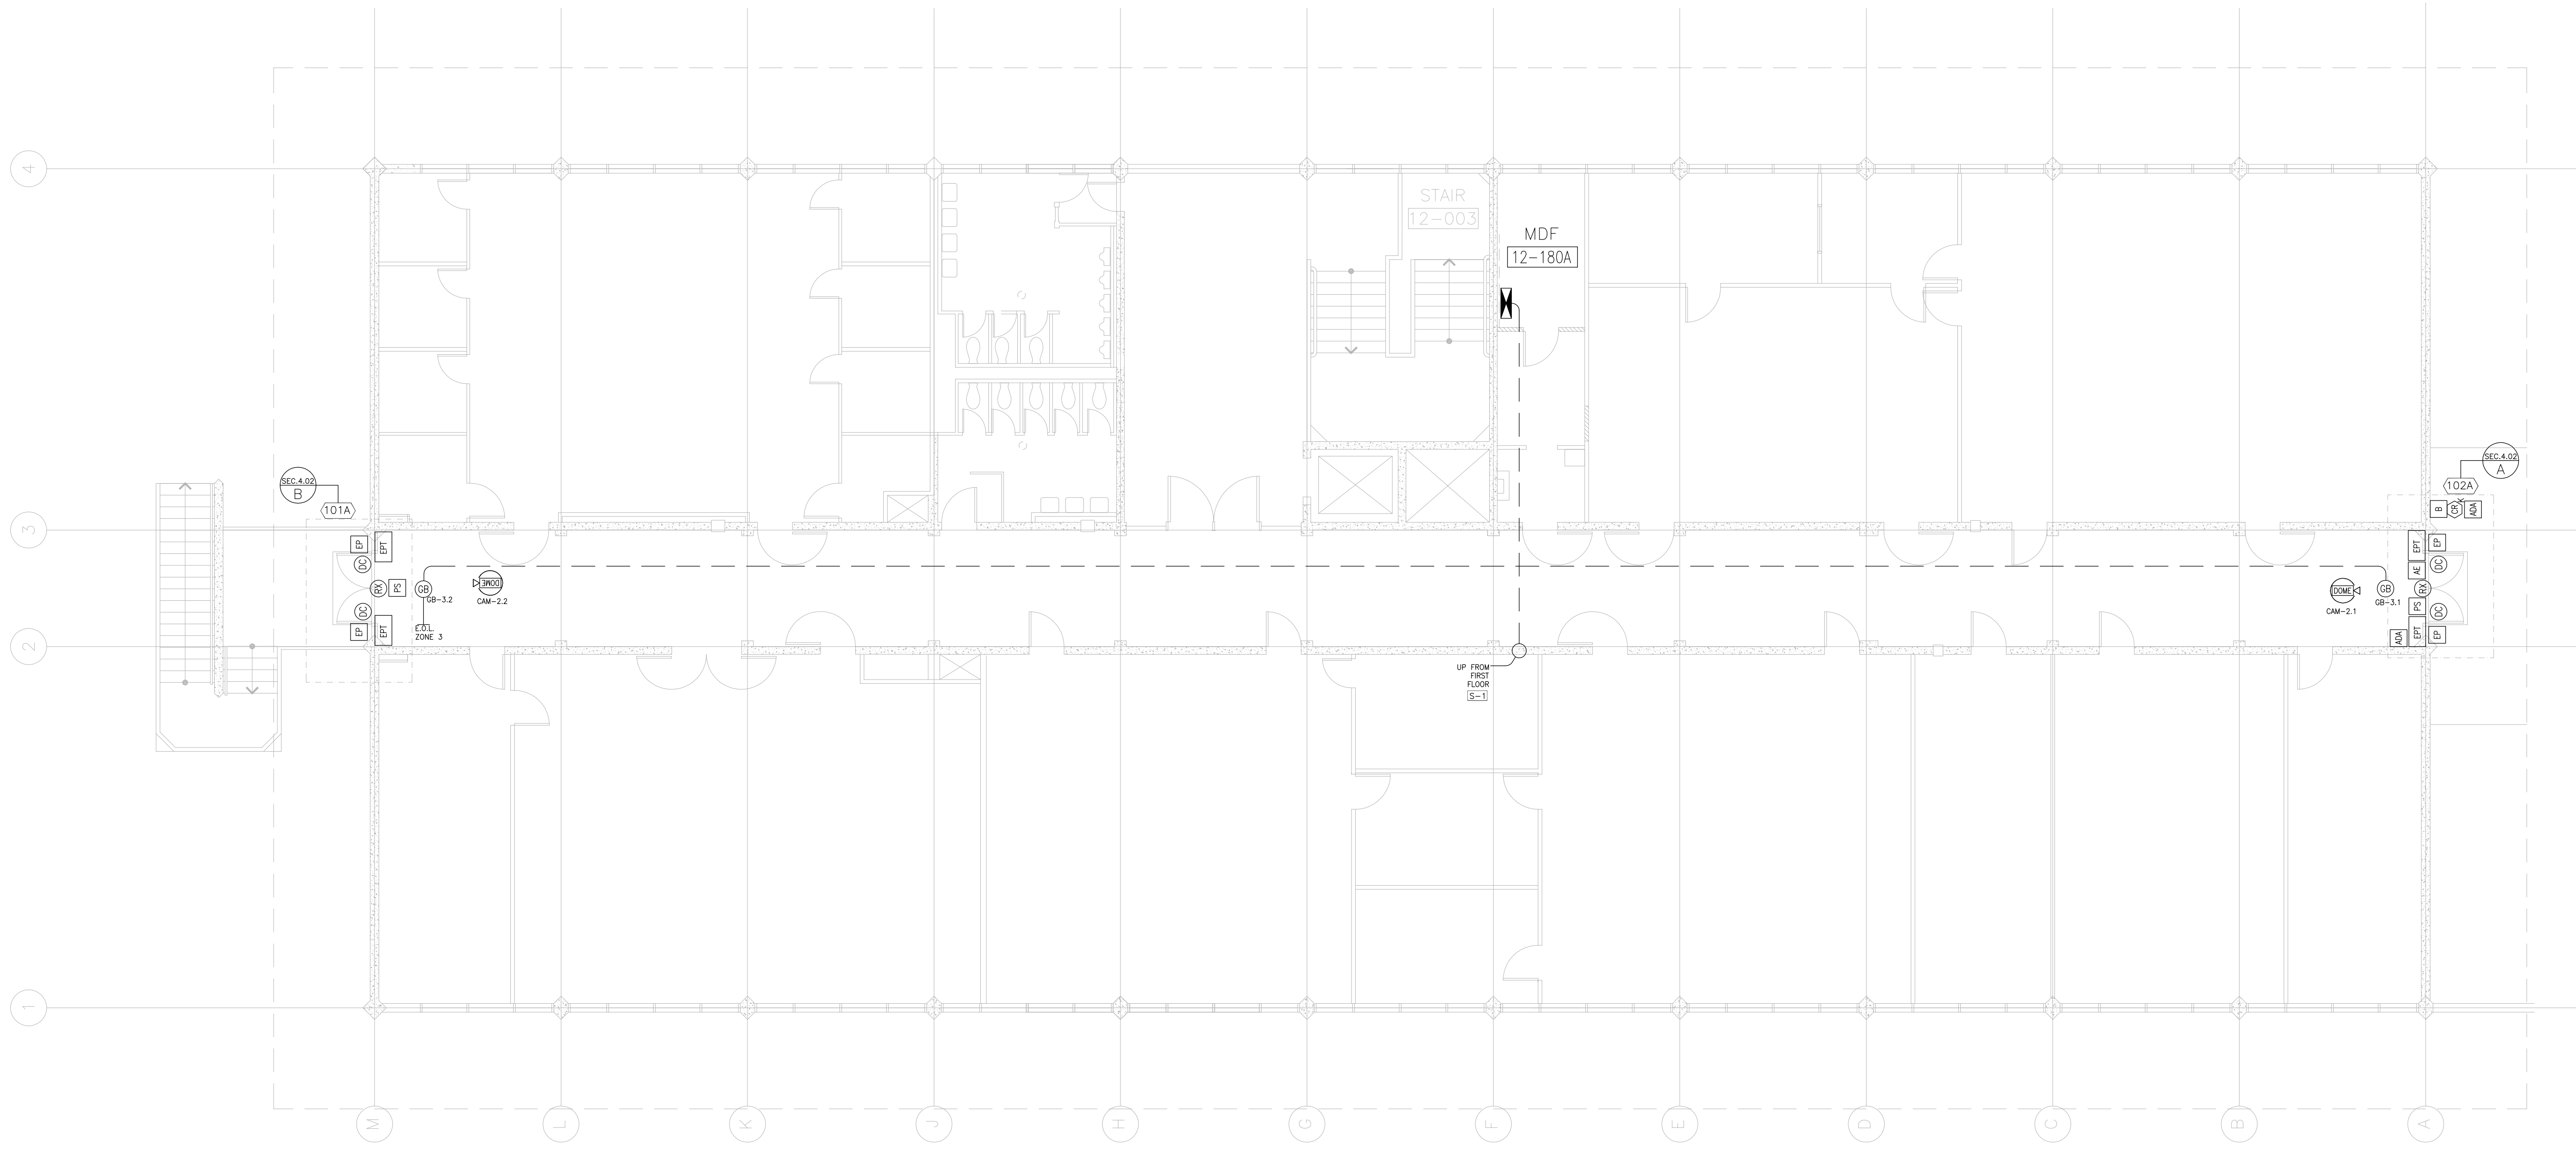 4
STAIR
12-003
MDF
12-180A
SEC.4.02
B
101A
SEC.4.02
A
102A
B
CR
K
ADA
3
EP
EPT
DC
RX
PS
DC
EP
EPT
GB
GB-3.2
E.O.L.
ZONE 3
DOME
CAM-2.2
DOME
CAM-2.1
GB
GB-3.1
EPT
EP
AE
DC
RX
PS
DC
ADA
EPT
EP
2
UP FROM
FIRST
FLOOR
S-1
1
M
L
K
J
H
G
F
E
D
C
B
A